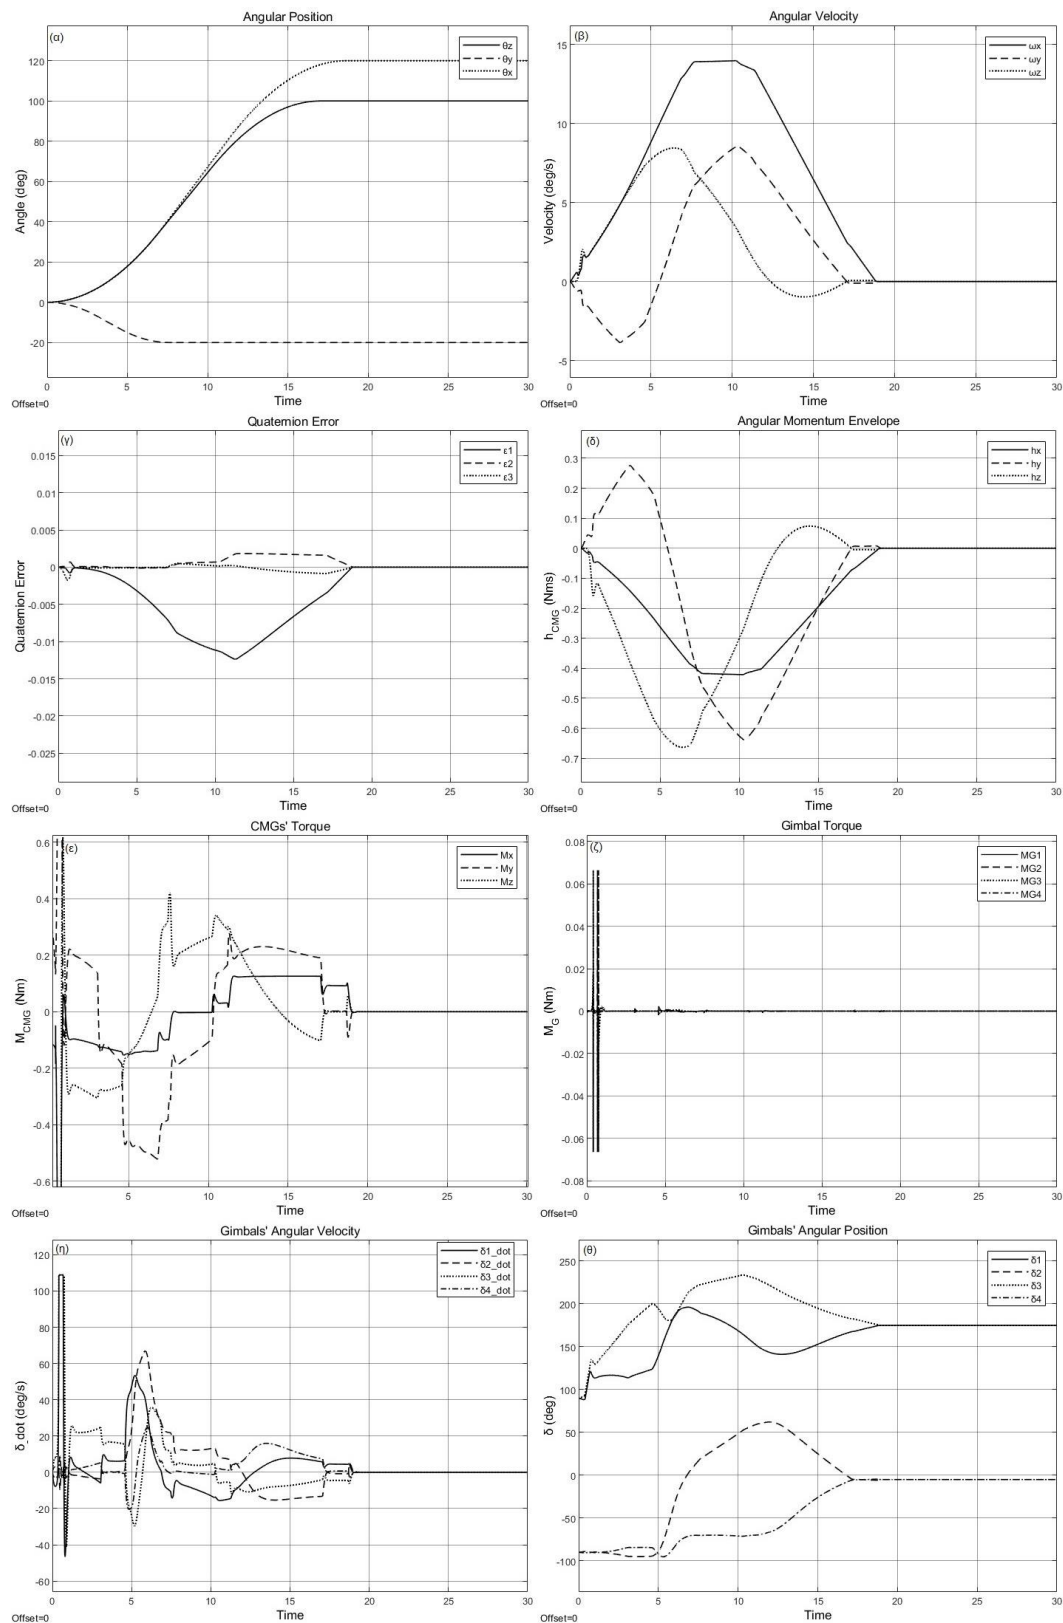 Angular Position
(α)
θz
θy
θx
Angle (deg)
120
100
80
60
40
20
0
-20
0 5 10 15 20 25 30
Time
Offset=0
Angular Velocity
(β)
ωx
ωy
ωz
Velocity (deg/s)
15
10
5
0
-5
0 5 10 15 20 25 30
Time
Offset=0
Quaternion Error
(γ)
ε1
ε2
ε3
Quaternion Error
0.015
0.01
0.005
0
-0.005
-0.01
-0.015
-0.02
-0.025
0 5 10 15 20 25 30
Time
Offset=0
Angular Momentum Envelope
(δ)
hx
hy
hz
hCMG (Nms)
0.3
0.2
0.1
0
-0.1
-0.2
-0.3
-0.4
-0.5
-0.6
-0.7
0 5 10 15 20 25 30
Time
Offset=0
CMGs' Torque
(ε)
Mx
My
Mz
MCMG (Nm)
0.6
0.4
0.2
0
-0.2
-0.4
-0.6
5 10 15 20 25 30
Time
Offset=0
Gimbal Torque
(ζ)
MG1
MG2
MG3
MG4
MG (Nm)
0.08
0.06
0.04
0.02
0
-0.02
-0.04
-0.06
-0.08
0 5 10 15 20 25 30
Time
Offset=0
Gimbals' Angular Velocity
(η)
δ1_dot
δ2_dot
δ3_dot
δ4_dot
δ_dot (deg/s)
120
100
80
60
40
20
0
-20
-40
-60
0 5 10 15 20 25 30
Time
Offset=0
Gimbals' Angular Position
(θ)
δ1
δ2
δ3
δ4
δ (deg)
250
200
150
100
50
0
-50
-100
0 5 10 15 20 25 30
Time
Offset=0